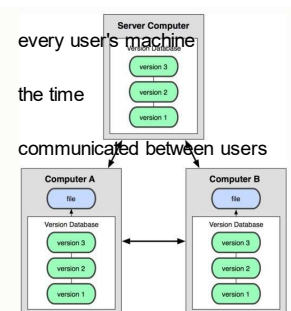 Server Computer
every user's machine
Version Database
version 3
the time
version 2
version 1
communicated between users
Computer A
Computer B
file
file
Version Database
Version Database
version 3
version 3
version 2
version 2
version 1
version 1